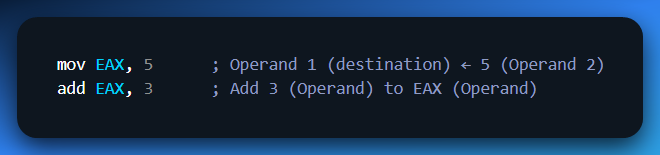 mov EAX, 5      ; Operand 1 (destination) ← 5 (Operand 2)
add EAX, 3      ; Add 3 (Operand) to EAX (Operand)